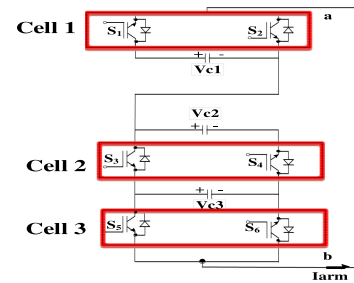 a
Cell 1
S1
S2
+ -
Vc1
Vc2
+ -
Cell 2
S3
S4
+ -
Vc3
Cell 3
S5
S6
b
Iarm